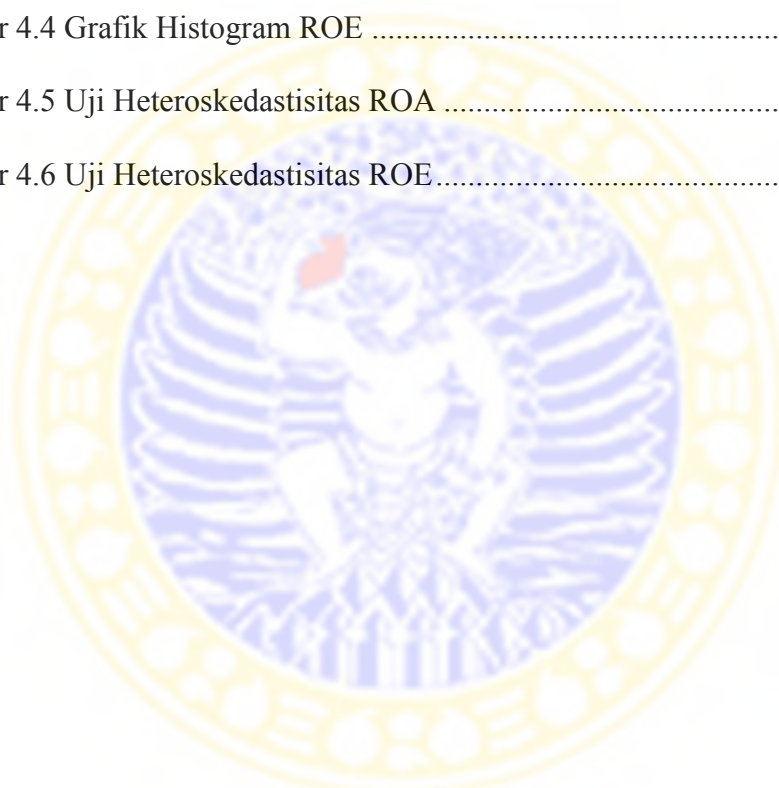 r 4.4 Grafik Histogram ROE ....................................................
r 4.5 Uji Heteroskedastisitas ROA ..........................................
r 4.6 Uji Heteroskedastisitas ROE...........................................